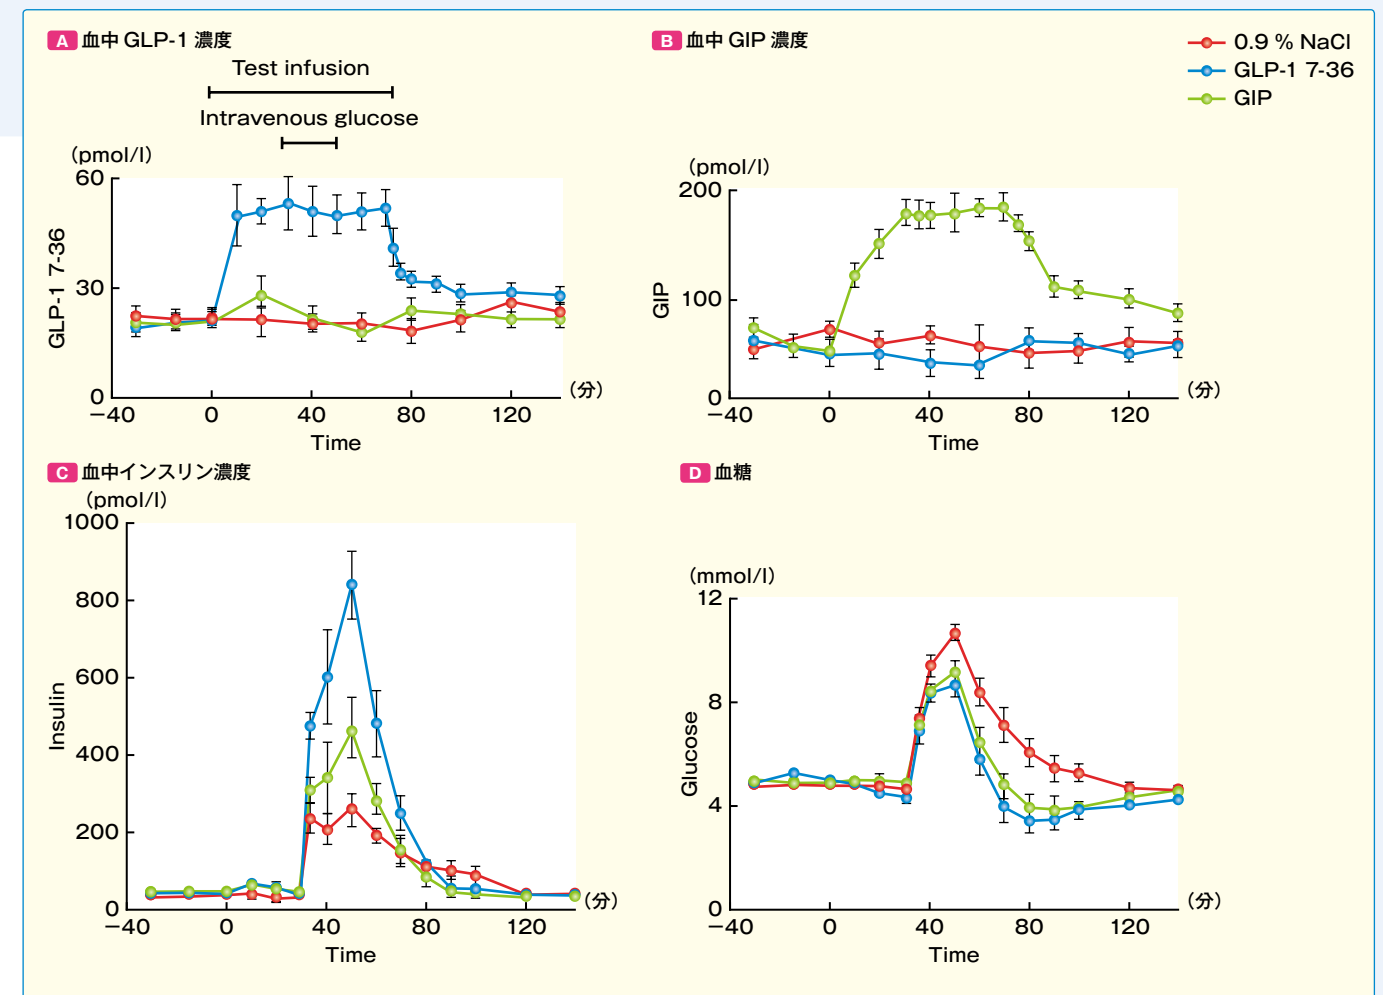 A 血中 GLP-1 濃度
Test infusion
Intravenous glucose
(pmol/l)
60
30
0
GLP-1 7-36
−40 0 40 80 120
(分)
Time
B 血中 GIP 濃度
0.9 % NaCl
GLP-1 7-36
GIP
(pmol/l)
200
100
0
GIP
−40 0 40 80 120
(分)
Time
C 血中インスリン濃度
(pmol/l)
1000
800
600
400
200
0
Insulin
−40 0 40 80 120
(分)
Time
D 血糖
(mmol/l)
12
8
4
0
Glucose
−40 0 40 80 120
(分)
Time